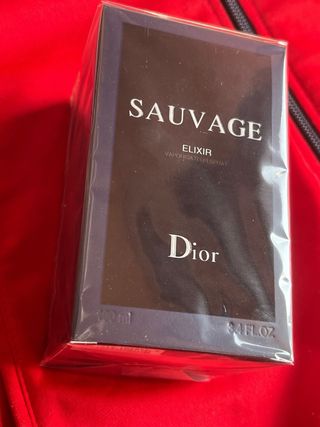 SAUVAGE
ELIXIR
Dior
3.4 FL.OZ